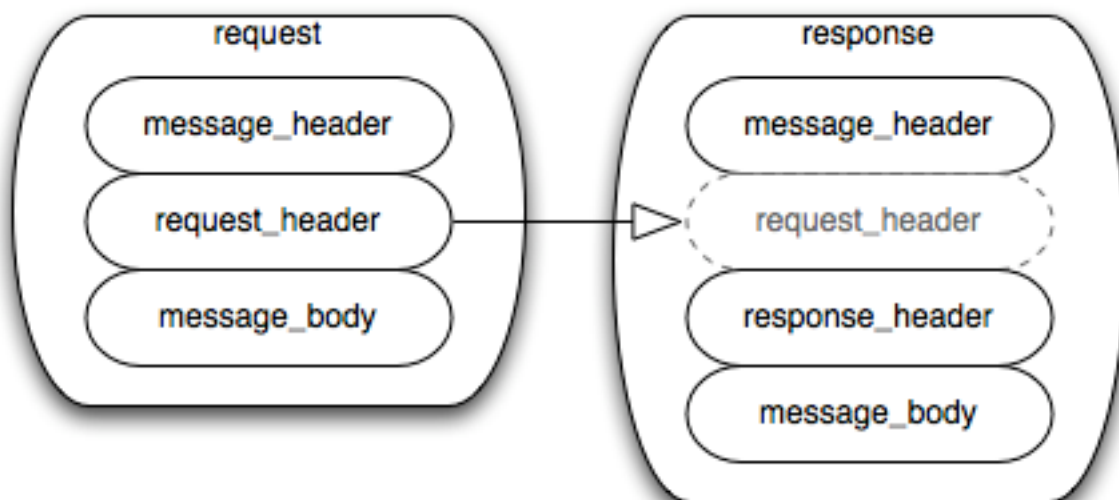 request
message_header
request_header
message_body
response
message_header
request_header
response_header
message_body